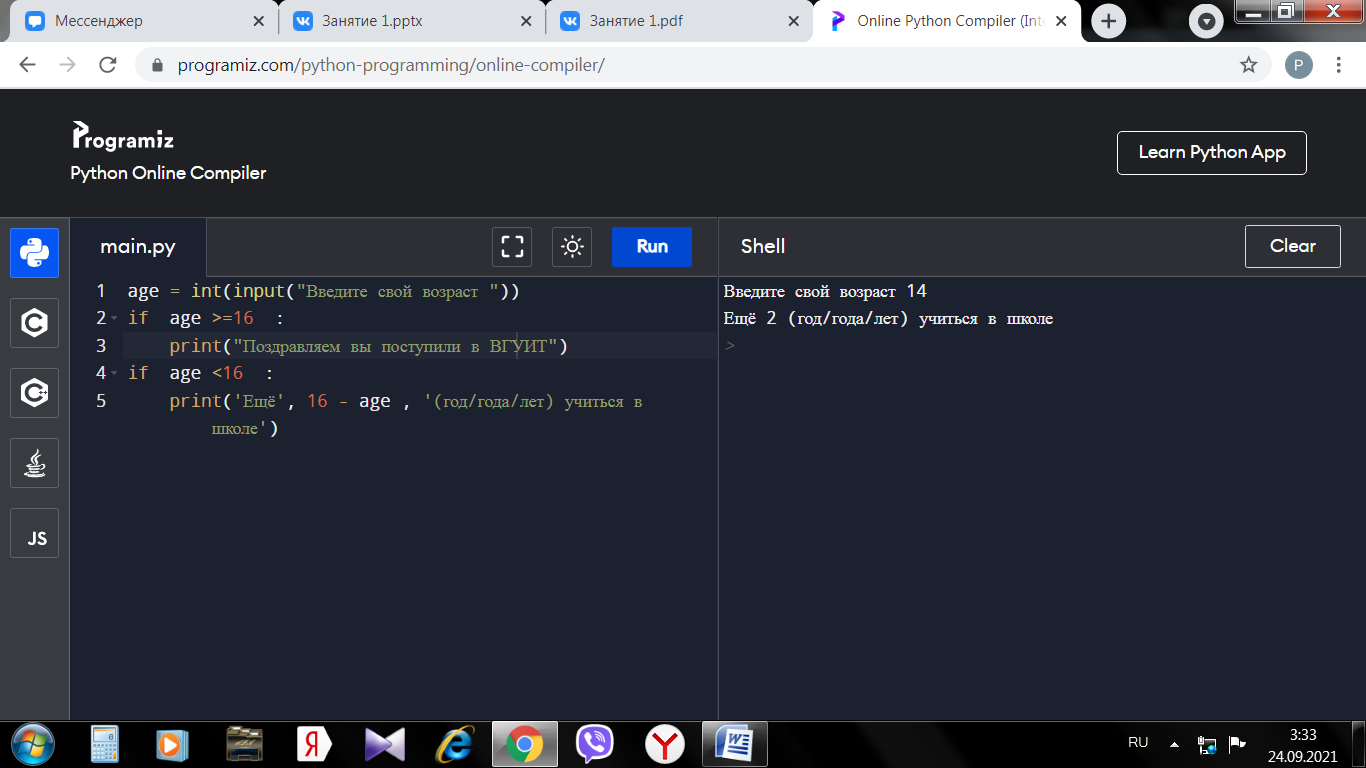 Мессенджер
Занятие 1.pptx
Занятие 1.pdf
Online Python Compiler (Inte
programiz.com/python-programming/online-compiler/
P
Programiz
Python Online Compiler
Learn Python App
main.py
Run
Shell
Clear
1 age = int(input("Введите свой возраст "))
2 if  age >=16  :
3     print("Поздравляем вы поступили в ВГУИТ")
4 if  age <16  :
5     print('Ещё', 16 - age , '(год/года/лет) учиться в
школе')
Введите свой возраст 14
Ещё 2 (год/года/лет) учиться в школе
>
JS
RU
3:33
24.09.2021